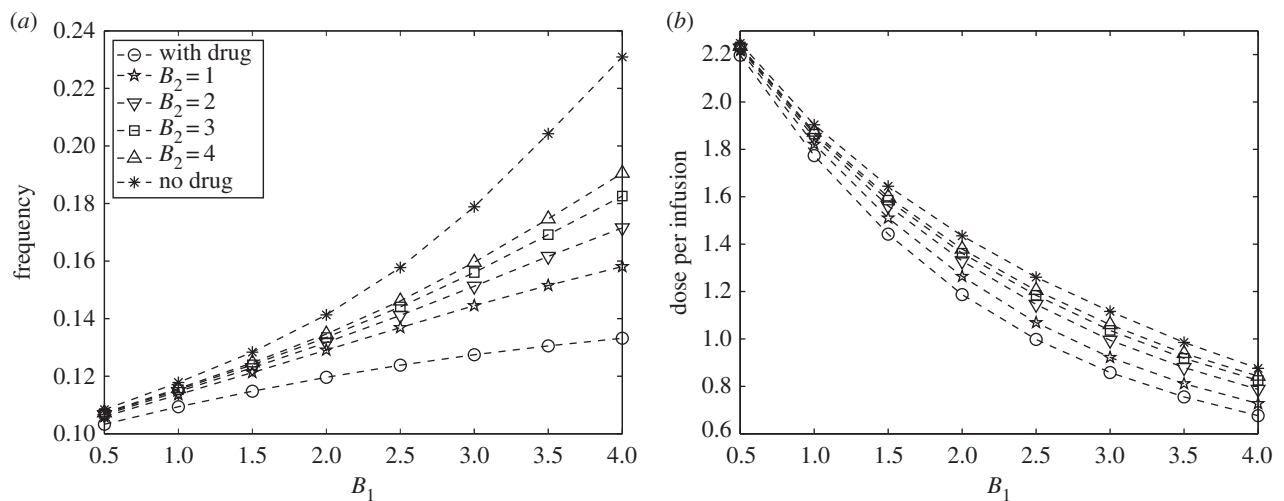 (a)
0.24
0.22
0.20
0.18
0.16
0.14
0.12
0.10
frequency
with drug
B₂ = 1
B₂ = 2
B₂ = 3
B₂ = 4
no drug
0.5 1.0 1.5 2.0 2.5 3.0 3.5 4.0
B₁
(b)
2.2
2.0
1.8
1.6
1.4
1.2
1.0
0.8
0.6
dose per infusion
0.5 1.0 1.5 2.0 2.5 3.0 3.5 4.0
B₁